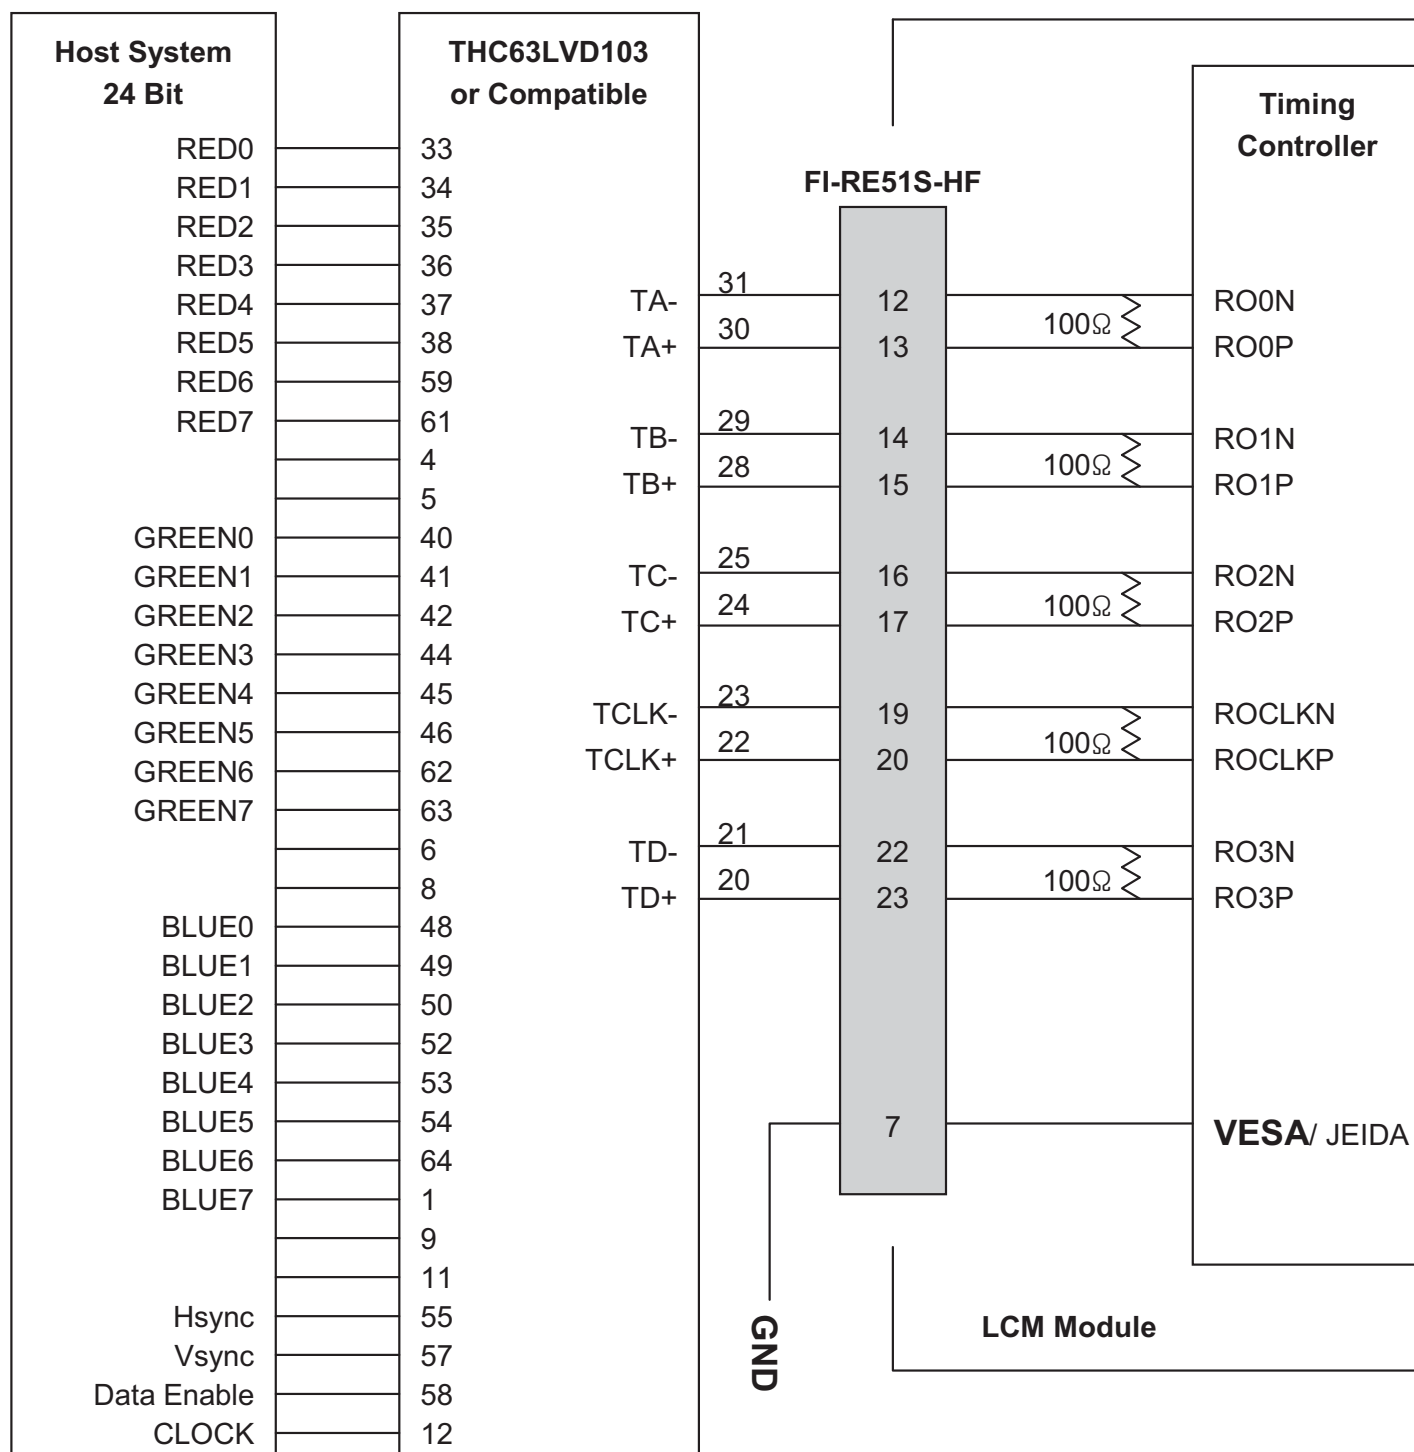 Host System
24 Bit
THC63LVD103
or Compatible
Timing
Controller
FI-RE51S-HF
RED0 33
RED1 34
RED2 35
RED3 36
RED4 37
RED5 38
RED6 59
RED7 61
4
5
GREEN0 40
GREEN1 41
GREEN2 42
GREEN3 44
GREEN4 45
GREEN5 46
GREEN6 62
GREEN7 63
6
8
BLUE0 48
BLUE1 49
BLUE2 50
BLUE3 52
BLUE4 53
BLUE5 54
BLUE6 64
BLUE7 1
9
11
Hsync 55
Vsync 57
Data Enable 58
CLOCK 12
TA- 31 12 RO0N
100Ω
TA+ 30 13 RO0P
TB- 29 14 RO1N
100Ω
TB+ 28 15 RO1P
TC- 25 16 RO2N
100Ω
TC+ 24 17 RO2P
TCLK- 23 19 ROCLKN
100Ω
TCLK+ 22 20 ROCLKP
TD- 21 22 RO3N
100Ω
TD+ 20 23 RO3P
7 VESA/ JEIDA
GND
LCM Module